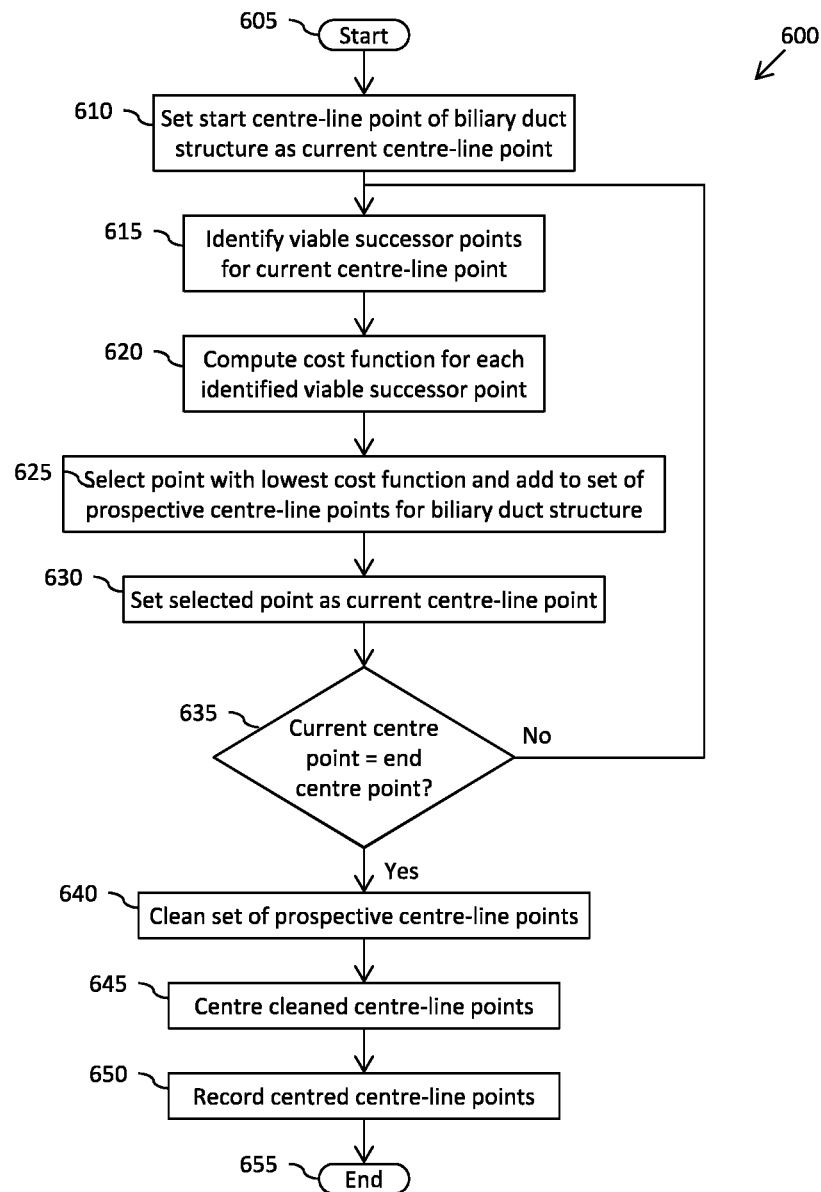 605
Start
600
610
Set start centre-line point of biliary duct
structure as current centre-line point
615
Identify viable successor points
for current centre-line point
620
Compute cost function for each
identified viable successor point
625
Select point with lowest cost function and add to set of
prospective centre-line points for biliary duct structure
630
Set selected point as current centre-line point
635
Current centre
point = end
centre point?
No
Yes
640
Clean set of prospective centre-line points
645
Centre cleaned centre-line points
650
Record centred centre-line points
655
End